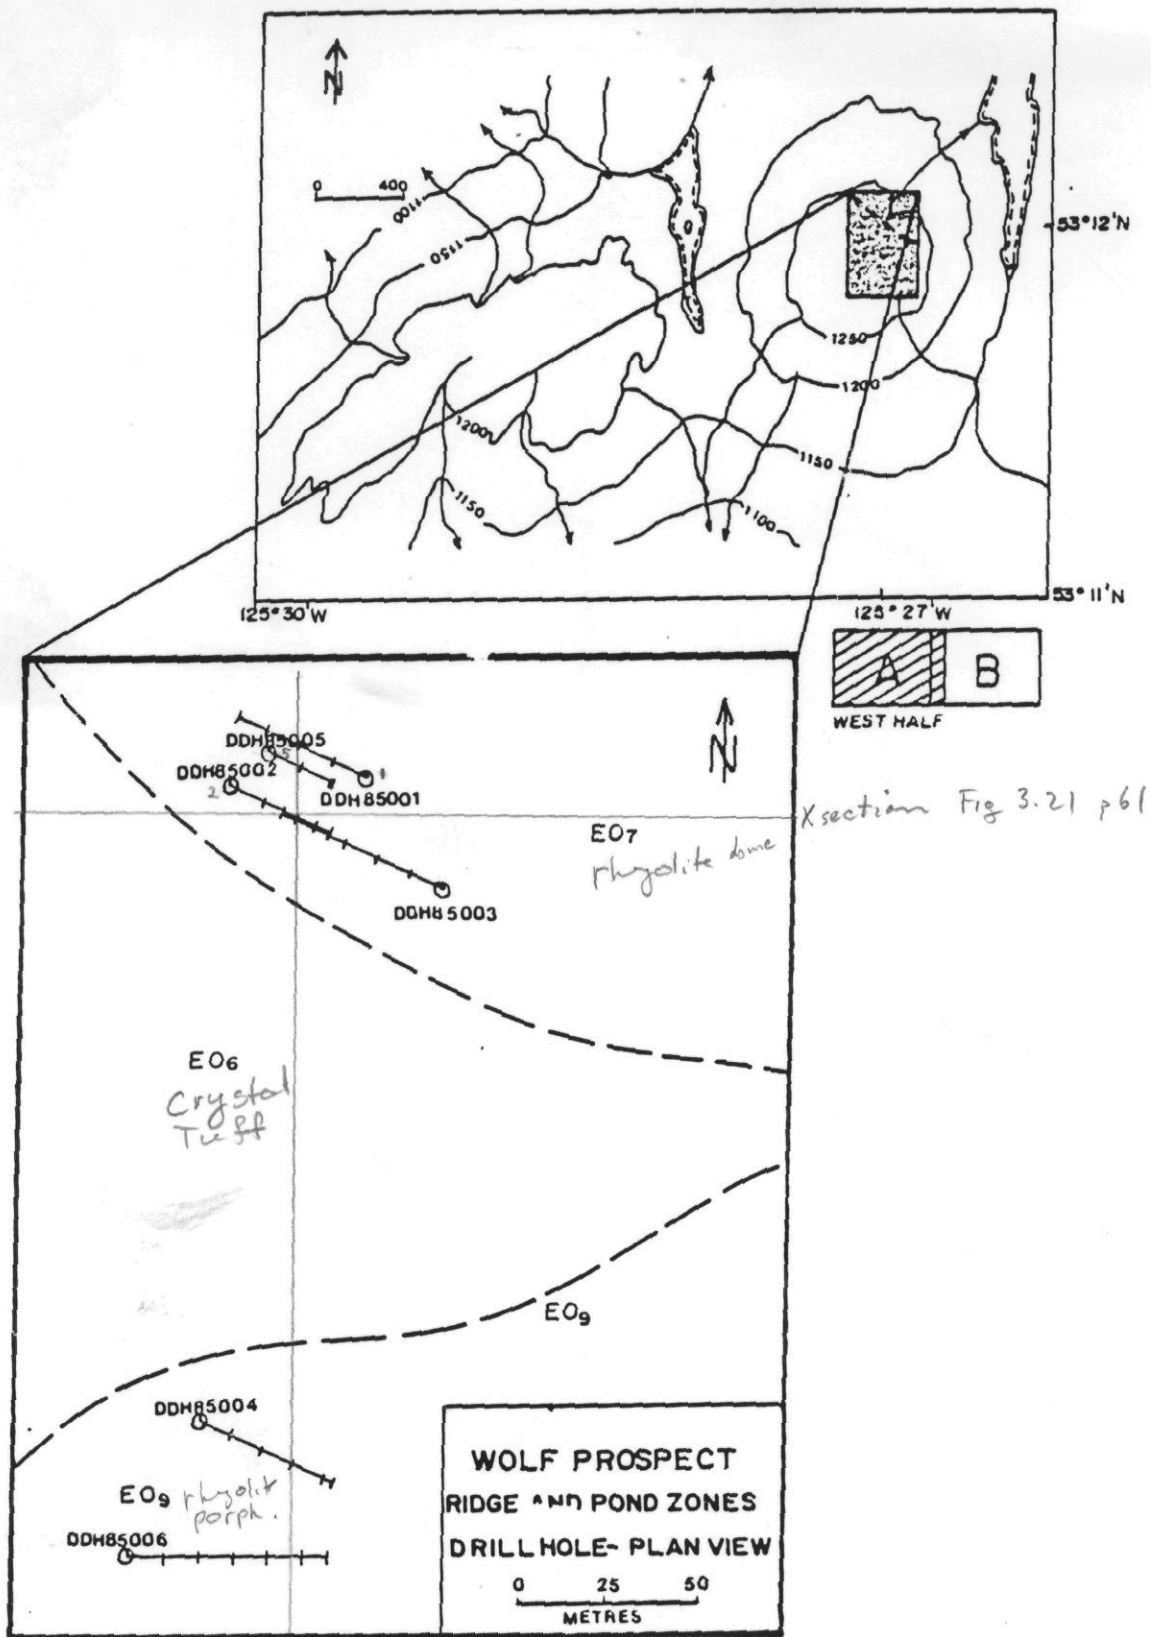 N
0 400
1100
1150
0
53°12'N
1250
1200
1200
1150
1150
1100
125°30'W
125°27'W
53°11'N
A B
WEST HALF
N
DDH85005
5
DDH85002
2
1
DDH85001
X section Fig 3.21 p61
EO7
rhyolite dome
DDH85003
EO6
Crystal
Tuff
EO9
DDH85004
EO9 rhyolite
porph.
DDH85006
WOLF PROSPECT
RIDGE AND POND ZONES
DRILLHOLE- PLAN VIEW
0 25 50
METRES